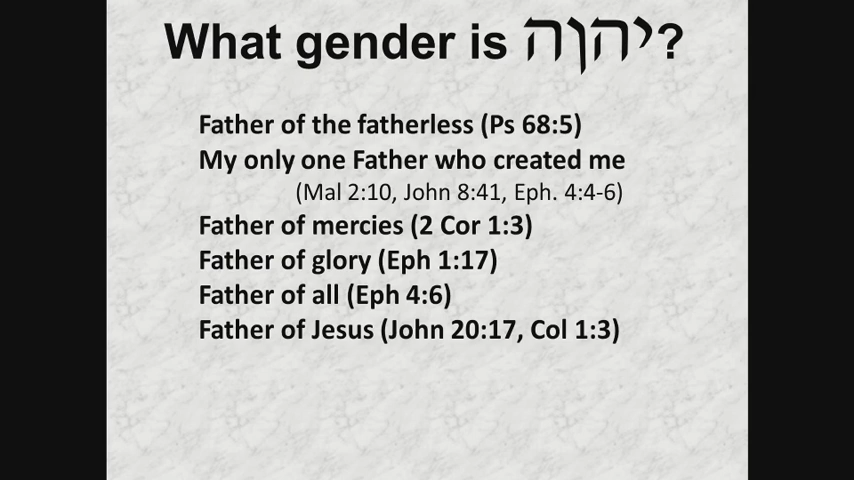 What gender is יהוה?
Father of the fatherless (Ps 68:5)
My only one Father who created me
(Mal 2:10, John 8:41, Eph. 4:4-6)
Father of mercies (2 Cor 1:3)
Father of glory (Eph 1:17)
Father of all (Eph 4:6)
Father of Jesus (John 20:17, Col 1:3)